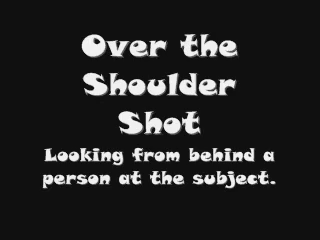 Over the
Shoulder
Shot
Looking from behind a
person at the subject.